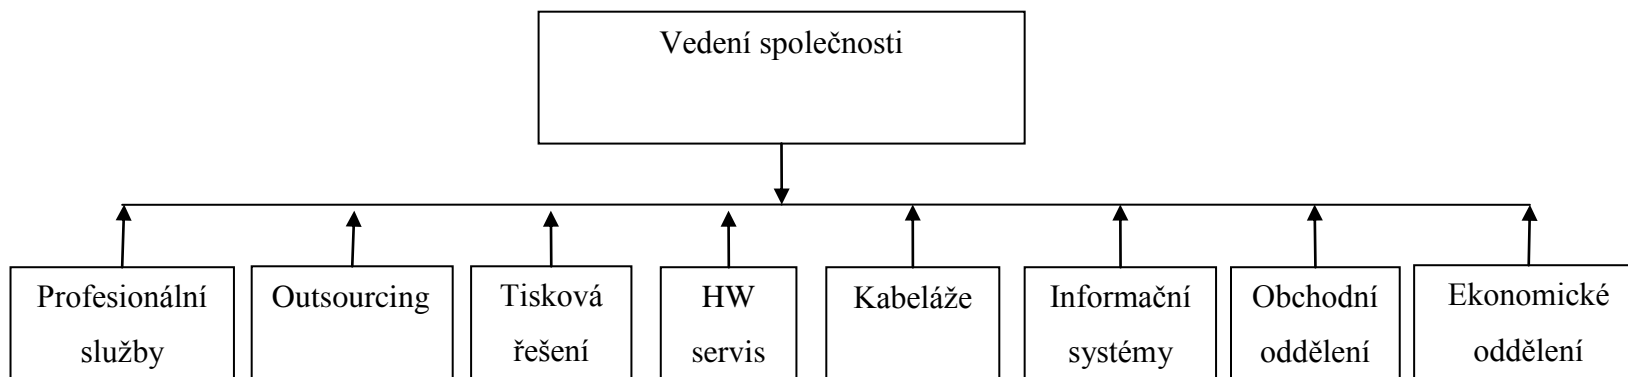 Vedení společnosti
Profesionální
služby
Outsourcing
Tisková
řešení
HW
servis
Kabeláže
Informační
systémy
Obchodní
oddělení
Ekonomické
oddělení